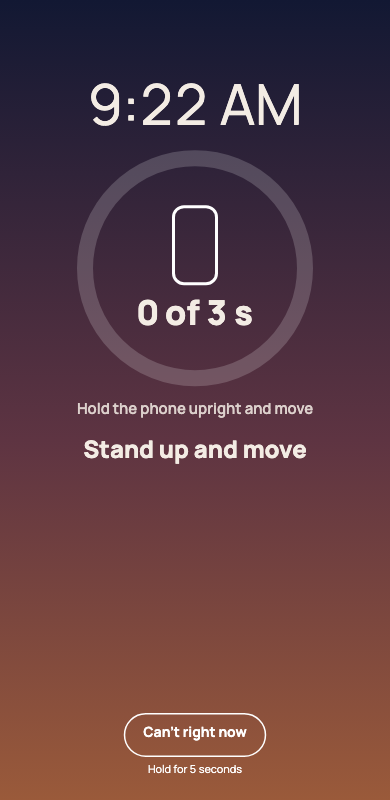 9:22 AM
0 of 3 s
Hold the phone upright and move
Stand up and move
Can't right now
Hold for 5 seconds